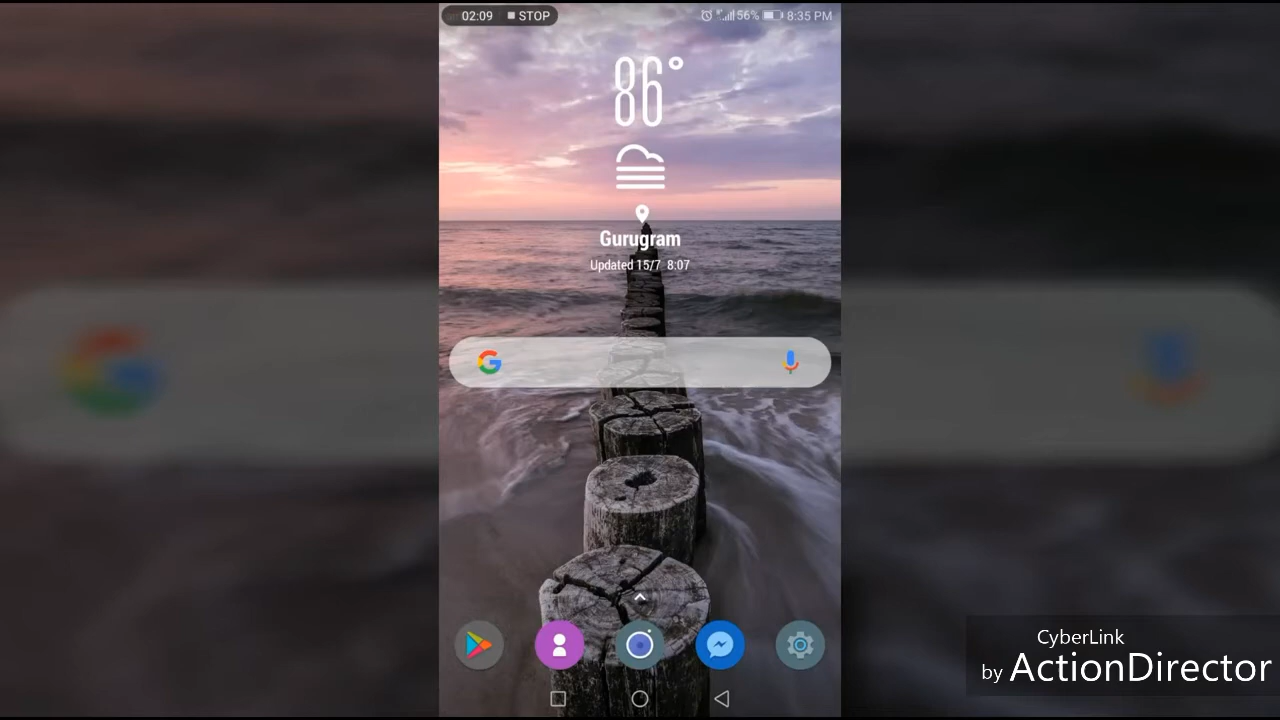 02:09 STOP 56% 8:35 PM
86°
Gurugram
Updated 15/7 8:07
CyberLink
by ActionDirector